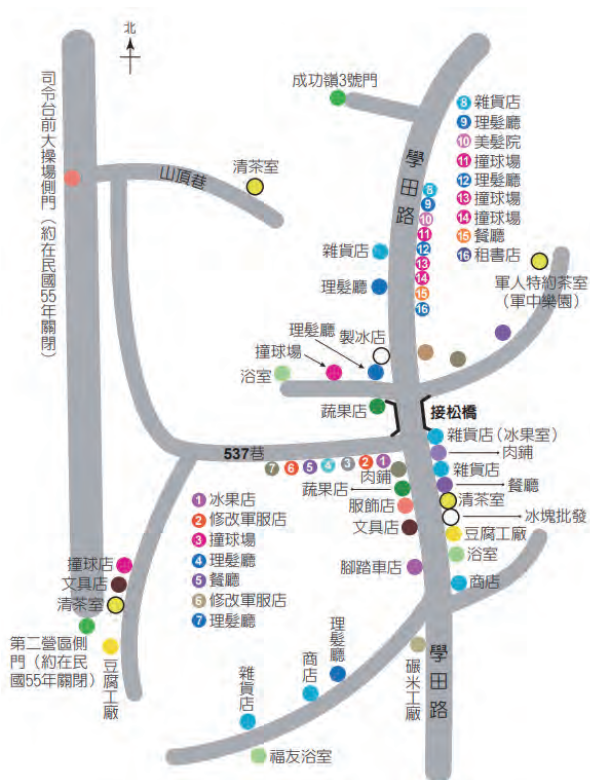 北
成功嶺3號門
8 雜貨店
9 理髮廳
10 美髮院
11 撞球場
12 理髮廳
13 撞球場
14 撞球場
15 餐廳
16 租書店
司令台前大操場側門（約在民國55年關閉）
山頂巷
清茶室
學田路
8
9
10
11
12
13
14
15
16
雜貨店
理髮廳
軍人特約茶室
（軍中樂園）
理髮廳
製冰店
撞球場
浴室
蔬果店
接松橋
537巷
7 6 5 4 3 2 1
肉鋪
蔬果店
服飾店
文具店
腳踏車店
雜貨店（冰果室）
肉鋪
雜貨店
餐廳
清茶室
冰塊批發
豆腐工廠
浴室
商店
1 冰果店
2 修改軍服店
3 撞球場
4 理髮廳
5 餐廳
6 修改軍服店
7 理髮廳
撞球店
文具店
清茶室
第二營區側
門（約在民
國55年關閉）
豆腐工廠
雜貨店
商店
理髮廳
碾米工廠
學田路
福友浴室